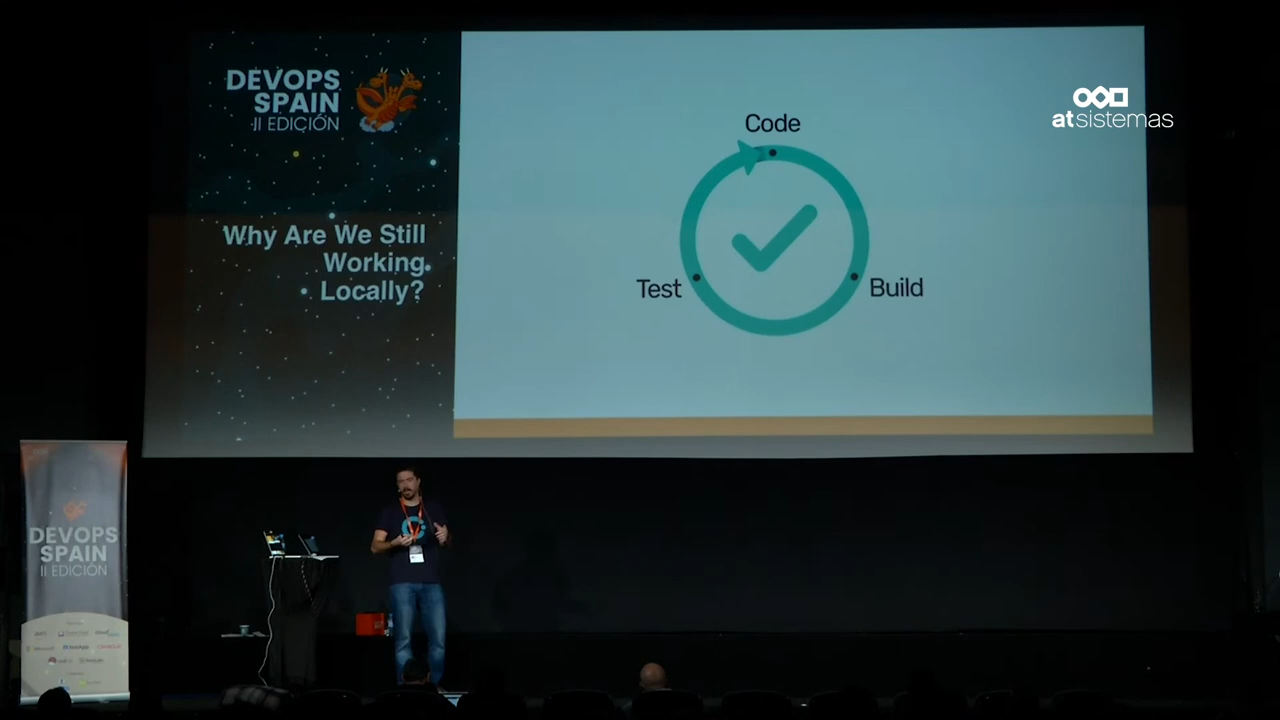 DEVOPS
SPAIN
II EDICIÓN
Why Are We Still
Working
Locally?
Code
Test
Build
atsistemas
DEVOPS
SPAIN
II EDICIÓN